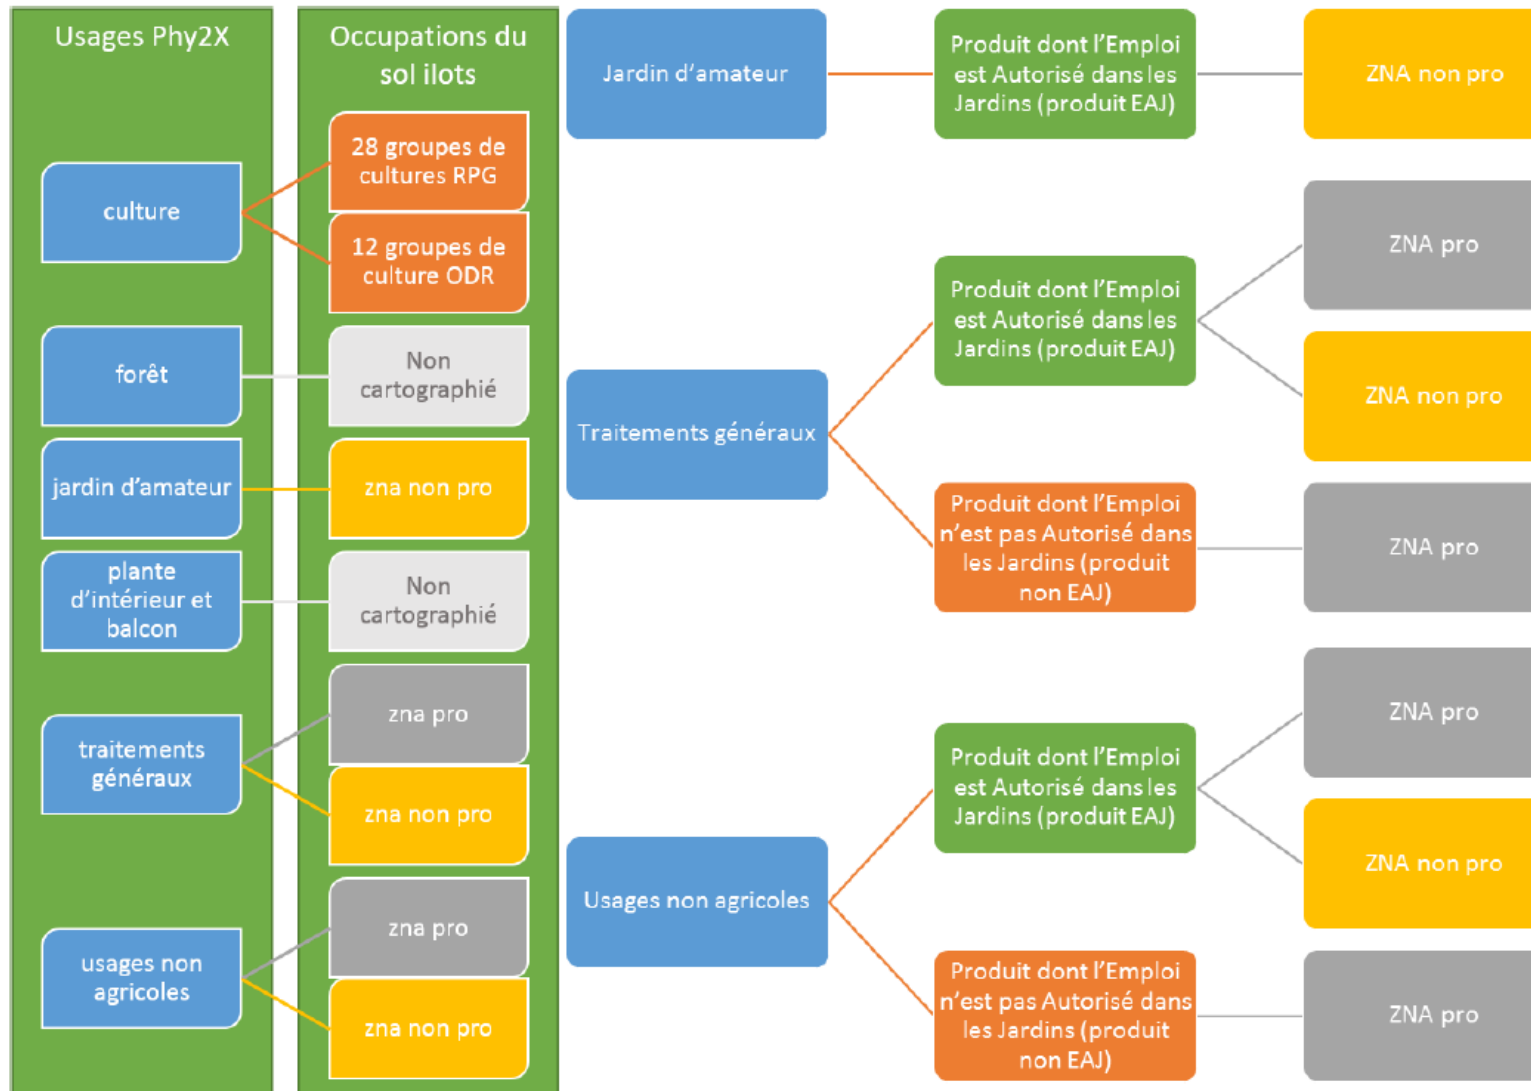 Usages Phy2X
Occupations du
sol ilots
culture
28 groupes de
cultures RPG
12 groupes de
culture ODR
forêt
Non
cartographié
jardin d'amateur
zna non pro
plante
d'intérieur et
balcon
Non
cartographié
traitements
généraux
zna pro
zna non pro
usages non
agricoles
zna pro
zna non pro
Jardin d'amateur
Produit dont l'Emploi
est Autorisé dans les
Jardins (produit EAJ)
ZNA non pro
Traitements généraux
Produit dont l'Emploi
est Autorisé dans les
Jardins (produit EAJ)
ZNA pro
ZNA non pro
Produit dont l'Emploi
n'est pas Autorisé dans
les Jardins (produit
non EAJ)
ZNA pro
Usages non agricoles
Produit dont l'Emploi
est Autorisé dans les
Jardins (produit EAJ)
ZNA pro
ZNA non pro
Produit dont l'Emploi
n'est pas Autorisé dans
les Jardins (produit
non EAJ)
ZNA pro